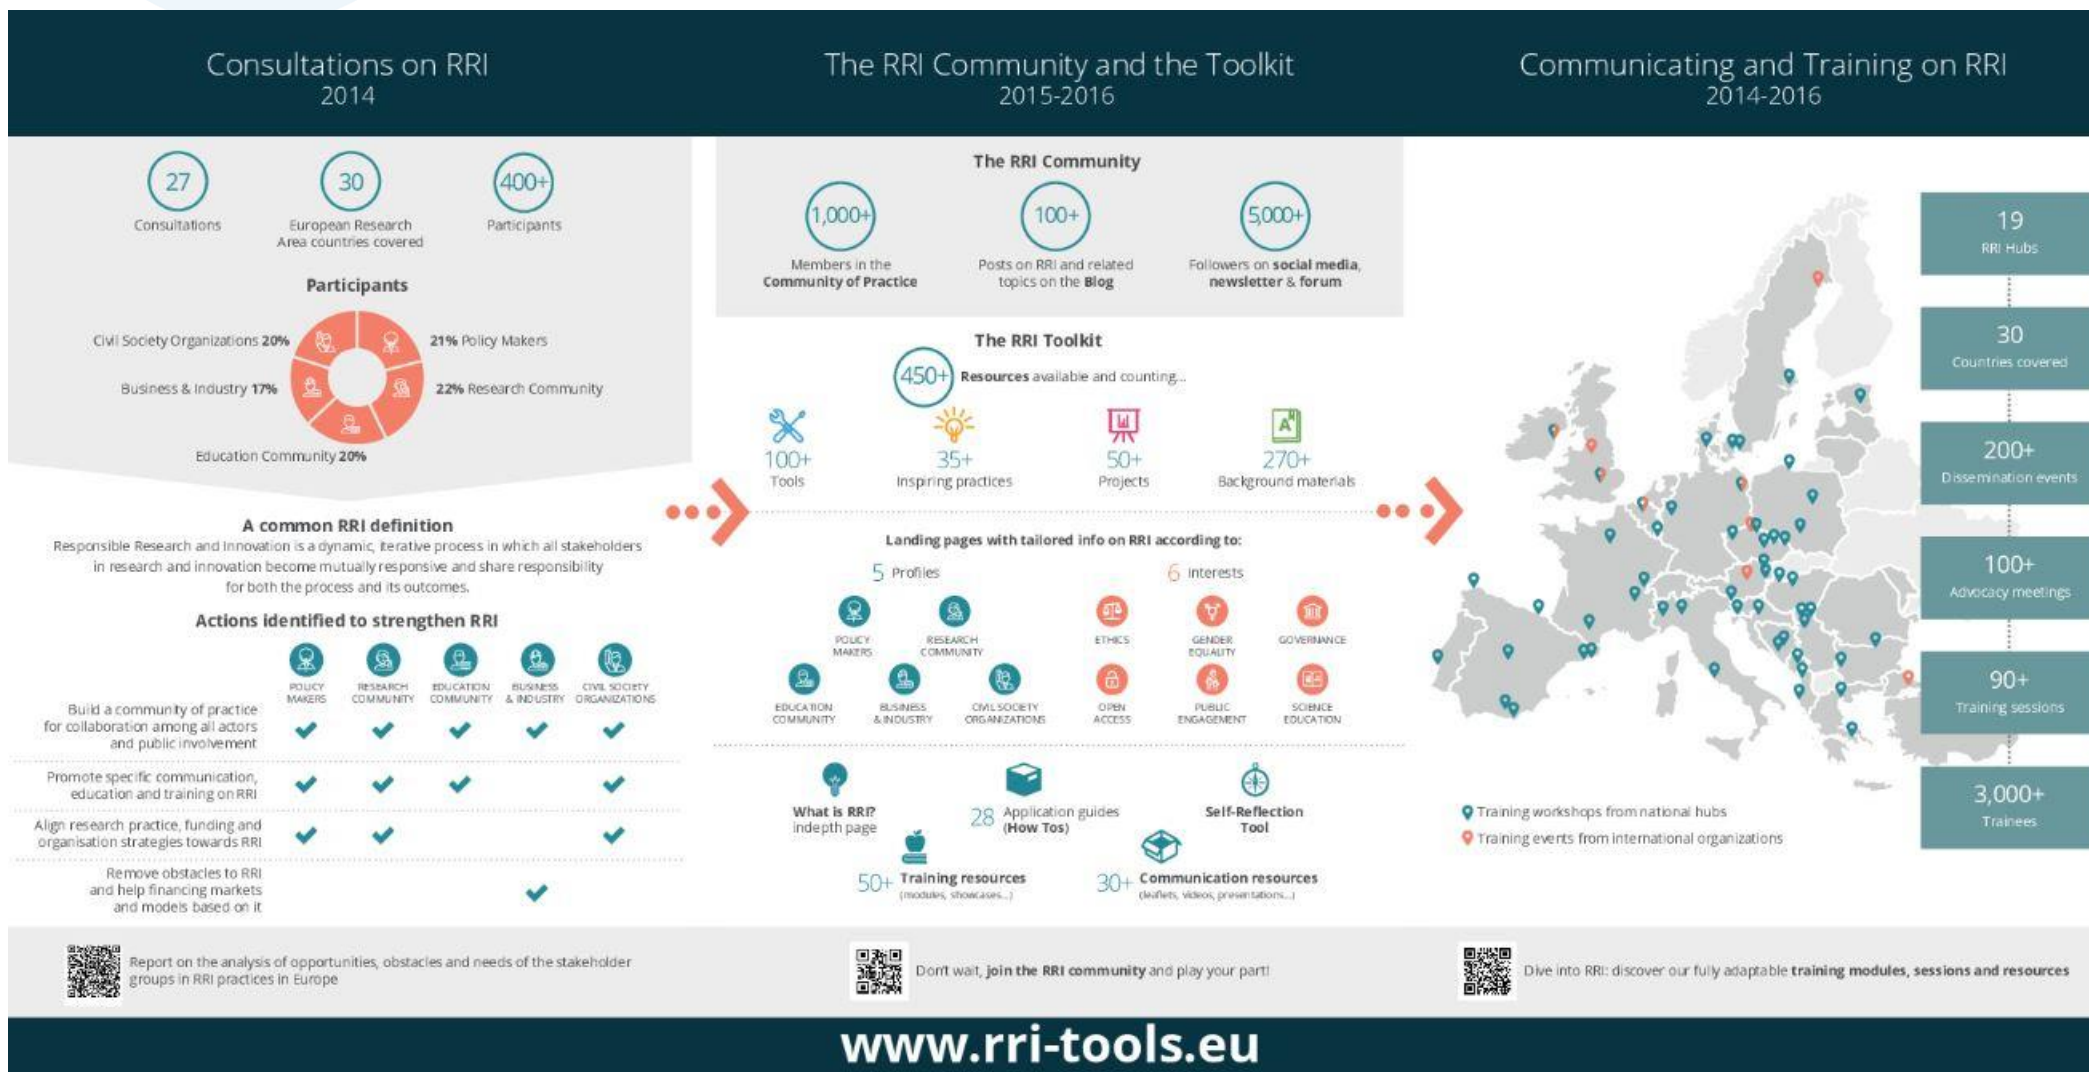 Consultations on RRI
2014
27
Consultations
30
European Research
Area countries covered
400+
Participants
Participants
Civil Society Organizations 20%
21% Policy Makers
Business & Industry 17%
22% Research Community
Education Community 20%
A common RRI definition
Responsible Research and Innovation is a dynamic, iterative process in which all stakeholders
in research and innovation become mutually responsive and share responsibility
for both the process and its outcomes.
Actions identified to strengthen RRI
POLICY
MAKERS
RESEARCH
COMMUNITY
EDUCATION
COMMUNITY
BUSINESS
& INDUSTRY
CIVIL SOCIETY
ORGANIZATIONS
Build a community of practice
for collaboration among all actors
and public involvement
Promote specific communication,
education and training on RRI
Align research practice, funding and
organisation strategies towards RRI
Remove obstacles to RRI
and help financing markets
and models based on it
Report on the analysis of opportunities, obstacles and needs of the stakeholder
groups in RRI practices in Europe
The RRI Community and the Toolkit
2015-2016
The RRI Community
1,000+
Members in the
Community of Practice
100+
Posts on RRI and related
topics on the Blog
5,000+
Followers on social media,
newsletter & forum
The RRI Toolkit
450+ Resources available and counting...
100+
Tools
35+
Inspiring practices
50+
Projects
270+
Background materials
Landing pages with tailored info on RRI according to:
5 Profiles
POLICY
MAKERS
RESEARCH
COMMUNITY
EDUCATION
COMMUNITY
BUSINESS
& INDUSTRY
CIVIL SOCIETY
ORGANIZATIONS
6 Interests
ETHICS
GENDER
EQUALITY
GOVERNANCE
OPEN
ACCESS
PUBLIC
ENGAGEMENT
SCIENCE
EDUCATION
What is RRI?
indepth page
28 Application guides
(How Tos)
Self-Reflection
Tool
50+ Training resources
(modules, showcases...)
30+ Communication resources
(leaflets, videos, presentations...)
Don't wait, join the RRI community and play your part!
Communicating and Training on RRI
2014-2016
19
RRI Hubs
30
Countries covered
200+
Dissemination events
100+
Advocacy meetings
90+
Training sessions
3,000+
Trainees
Training workshops from national hubs
Training events from international organizations
Dive into RRI: discover our fully adaptable training modules, sessions and resources
www.rri-tools.eu